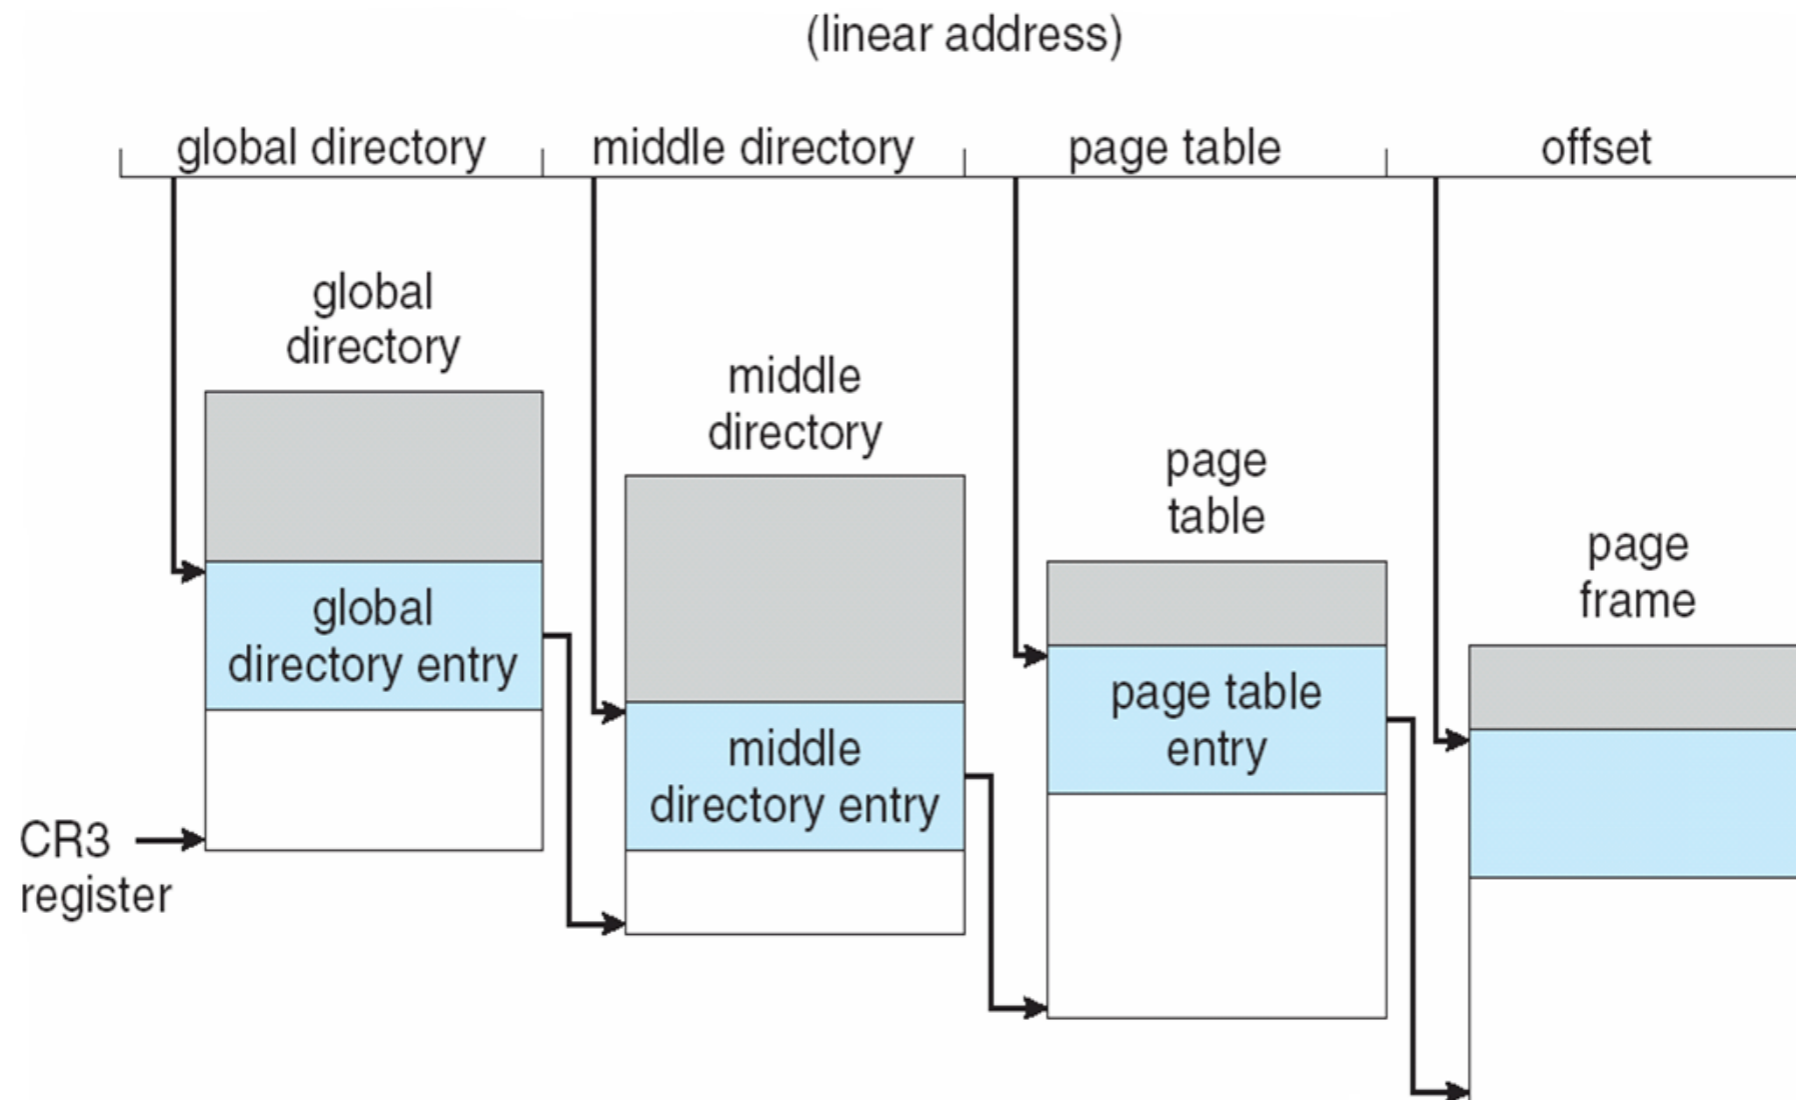 (linear address)
global directory
middle directory
page table
offset
global
directory
middle
directory
page
table
page
frame
global
directory entry
middle
directory entry
page table
entry
CR3
register